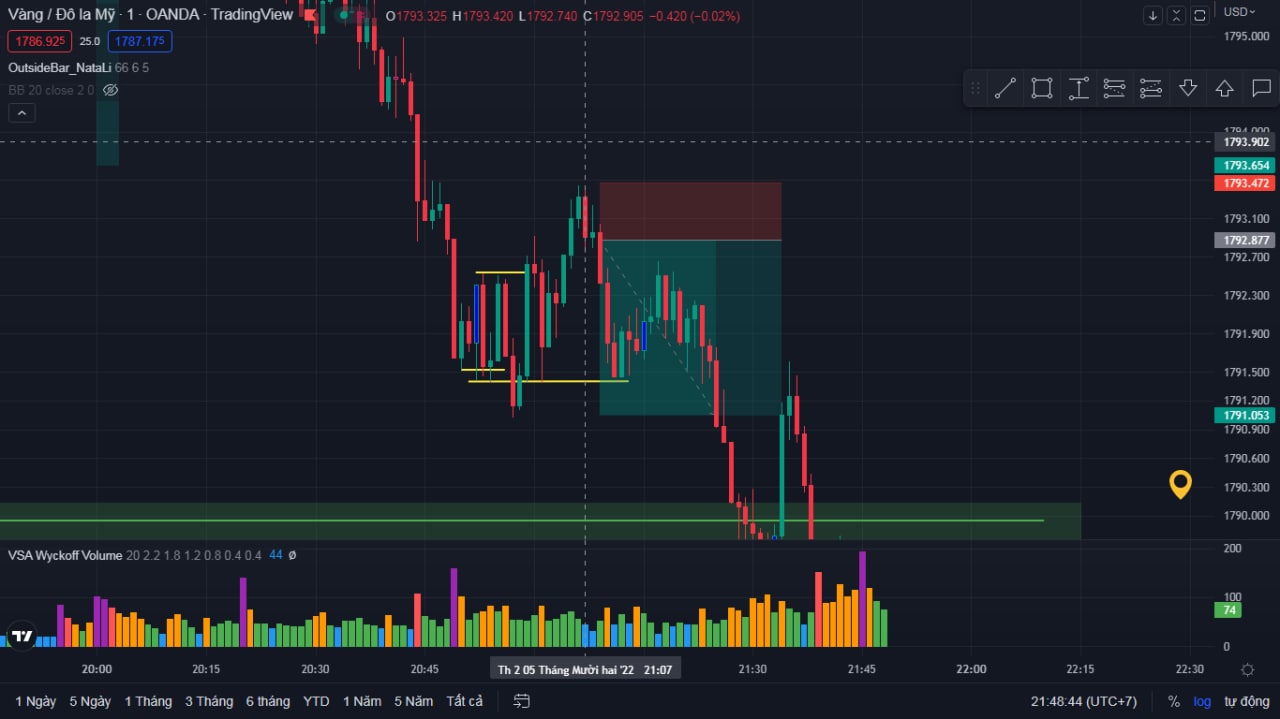 Vàng / Đô la Mỹ · 1 · OANDA · TradingView O1793.325 H1793.420 L1792.740 C1792.905 −0.420 (−0.02%)
USD
1786.925 25.0 1787.175
OutsideBar_NataLi 66 6 5
BB 20 close 2 0
1795.000
1794.000
1793.902
1793.654
1793.472
1793.100
1792.877
1792.700
1792.300
1791.900
1791.500
1791.200
1791.053
1790.900
1790.600
1790.300
1790.000
VSA Wyckoff Volume 20 2.2 1.8 1.2 0.8 0.4 0.4 44 ø
200
100
74
0
20:00 20:15 20:30 20:45 Th 2 05 Tháng Mười hai '22 21:07 21:30 21:45 22:00 22:15 22:30
1 Ngày 5 Ngày 1 Tháng 3 Tháng 6 tháng YTD 1 Năm 5 Năm Tất cả 21:48:44 (UTC+7) % log tự động